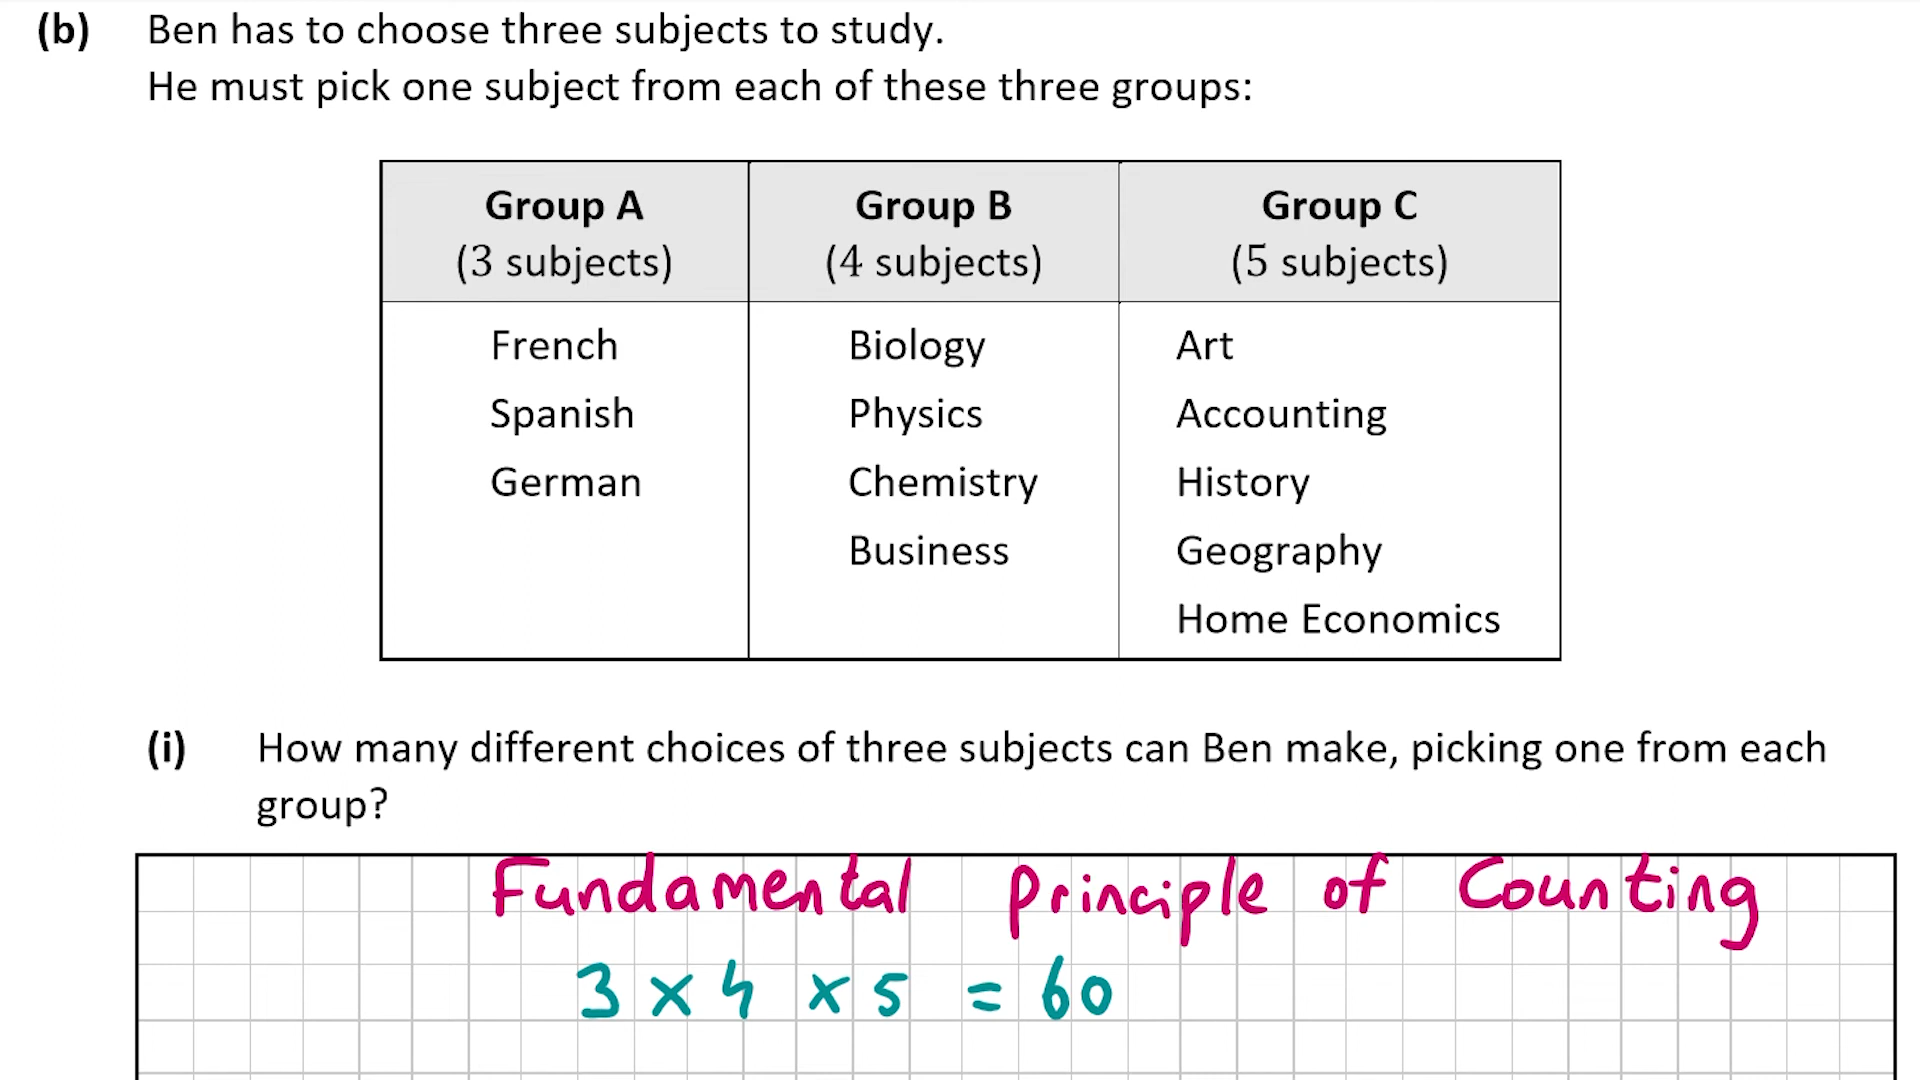 (b) Ben has to choose three subjects to study.
He must pick one subject from each of these three groups:
Group A Group B Group C
(3 subjects) (4 subjects) (5 subjects)
French Biology Art
Spanish Physics Accounting
German Chemistry History
Business Geography
Home Economics
(i) How many different choices of three subjects can Ben make, picking one from each
group?
Fundamental Principle of Counting
3 × 4 × 5 = 60